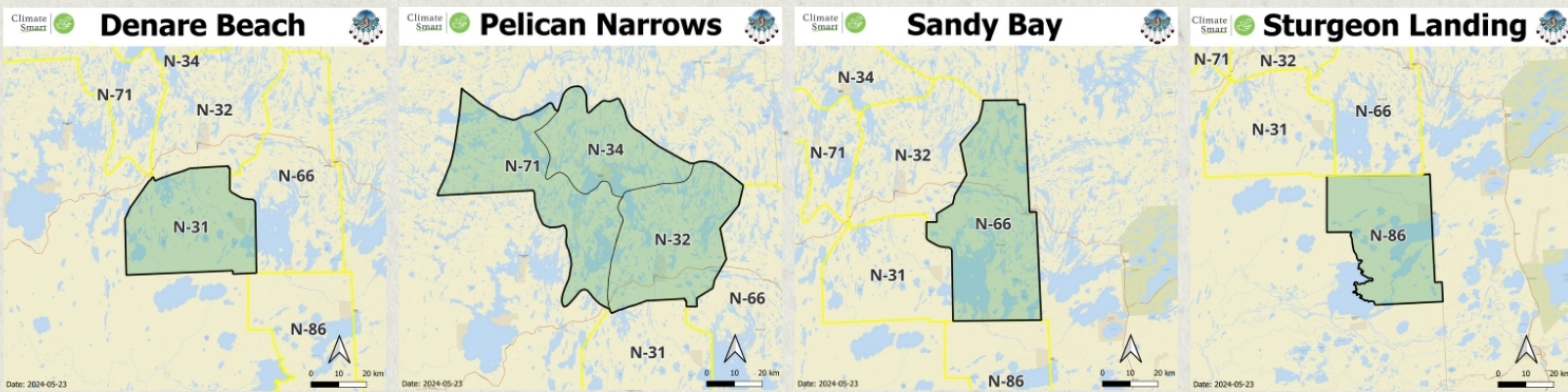 Climate
Smart
Denare Beach
N-34
N-71
N-32
N-66
N-31
N-86
0 10 20 km
Date: 2024-05-23
Climate
Smart
Pelican Narrows
N-34
N-71
N-32
N-66
N-31
0 10 20 km
Date: 2024-05-23
Climate
Smart
Sandy Bay
N-34
N-71
N-32
N-66
N-31
N-86
0 10 20 km
Date: 2024-05-23
Climate
Smart
Sturgeon Landing
N-71
N-32
N-66
N-31
N-86
0 10 20 km
Date: 2024-05-23